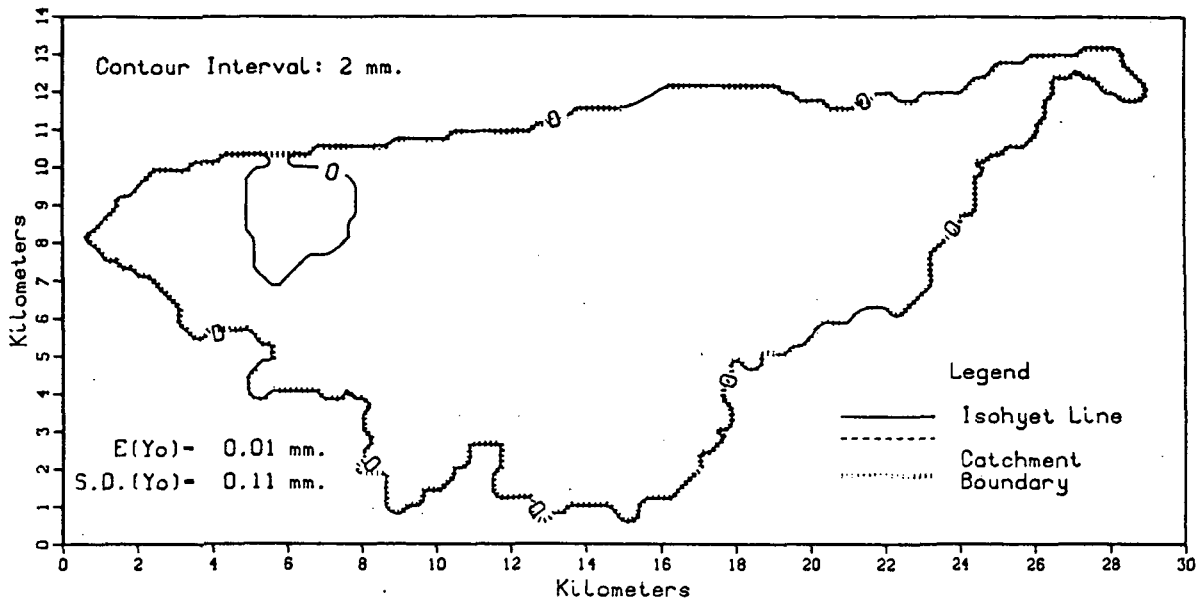 Contour Interval: 2 mm.
14
13
12
11
10
9
8
7
6
5
4
3
2
1
0
Kilometers
0
0
0
0
0
0
0
0
0
E(Yo)= 0.01 mm.
S.D.(Yo)= 0.11 mm.
Legend
Isohyet Line
Catchment
Boundary
0 2 4 6 8 10 12 14 16 18 20 22 24 26 28 30
Kilometers